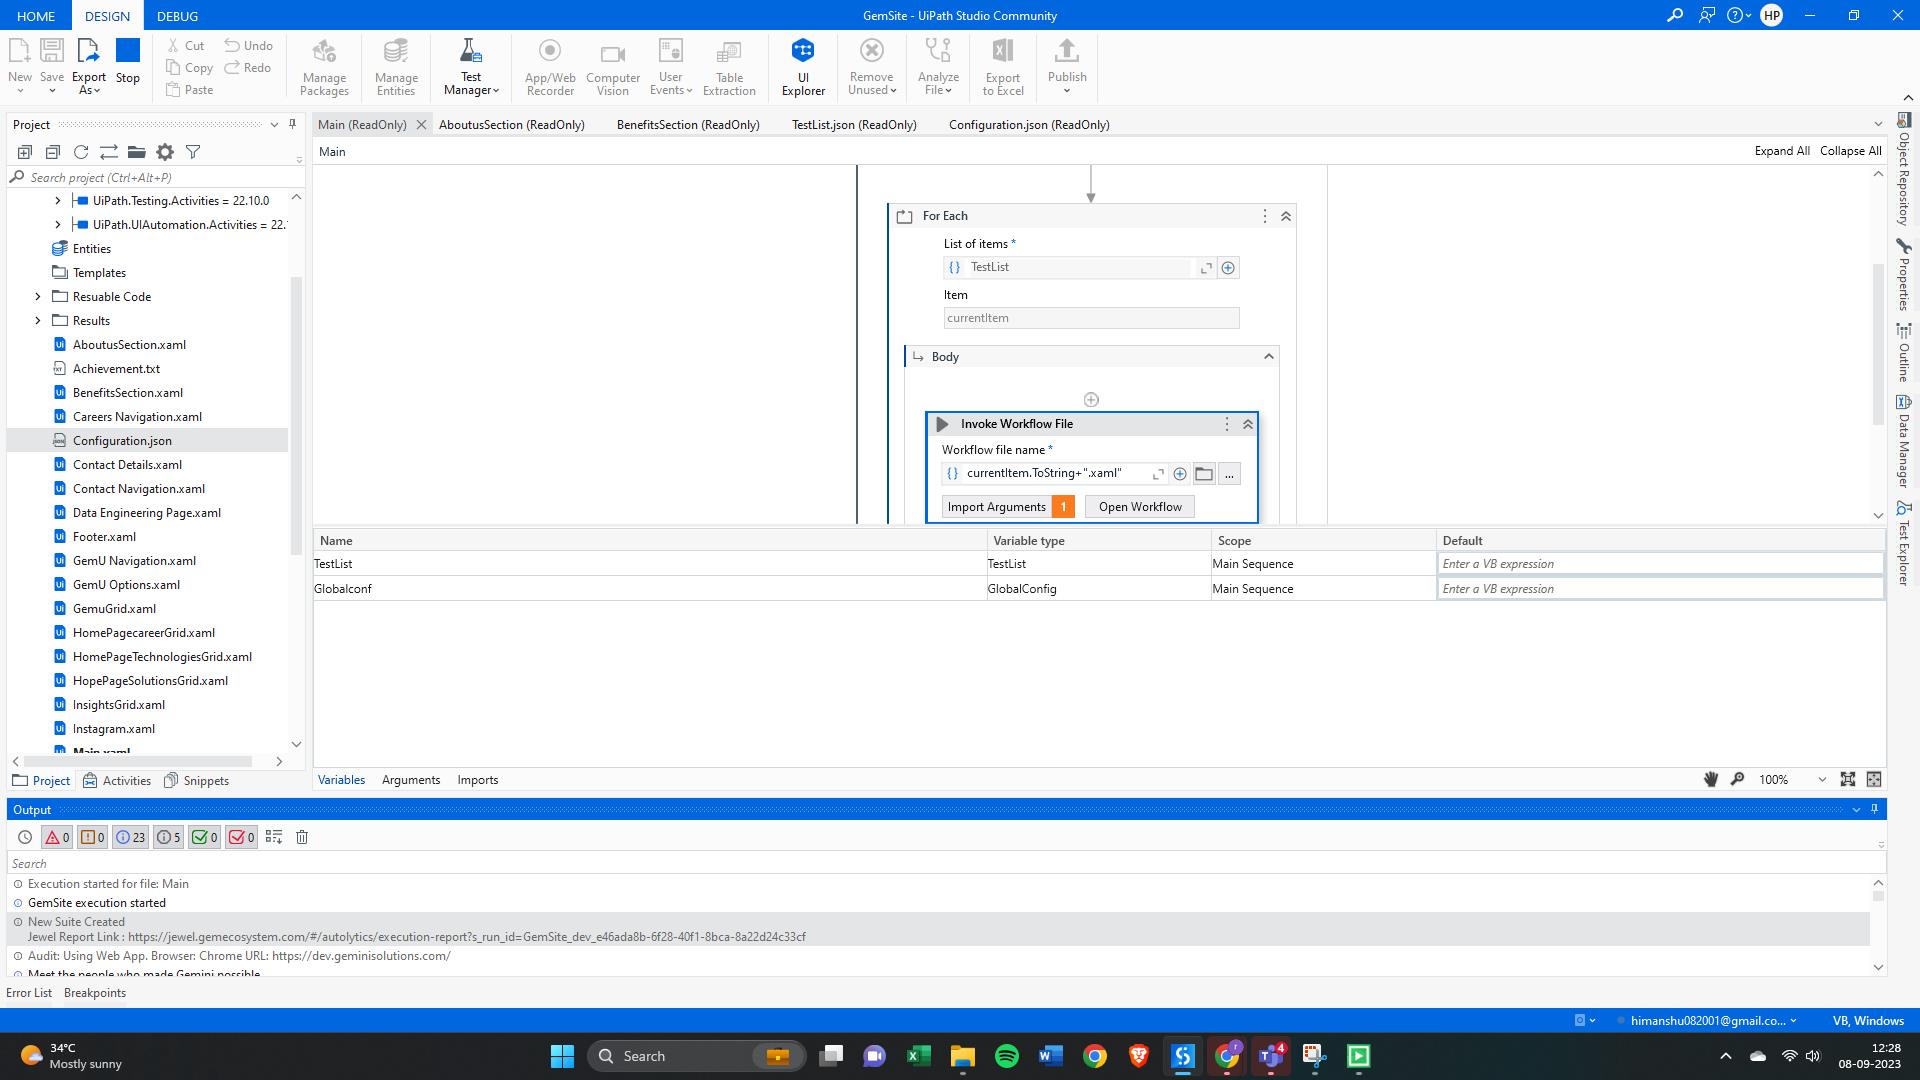 HOME
DESIGN
DEBUG
GemSite - UiPath Studio Community
HP
New
Save
Export As
Stop
Cut
Copy
Paste
Undo
Redo
Manage Packages
Manage Entities
Test Manager
App/Web Recorder
Computer Vision
User Events
Table Extraction
UI Explorer
Remove Unused
Analyze File
Export to Excel
Publish
Project
Main (ReadOnly)
AboutusSection (ReadOnly)
BenefitsSection (ReadOnly)
TestList.json (ReadOnly)
Configuration.json (ReadOnly)
Main
Expand All
Collapse All
Search project (Ctrl+Alt+P)
UiPath.Testing.Activities = 22.10.0
UiPath.UIAutomation.Activities = 22.
Entities
Templates
Resuable Code
Results
AboutusSection.xaml
Achievement.txt
BenefitsSection.xaml
Careers Navigation.xaml
Configuration.json
Contact Details.xaml
Contact Navigation.xaml
Data Engineering Page.xaml
Footer.xaml
GemU Navigation.xaml
GemU Options.xaml
GemuGrid.xaml
HomePagecareerGrid.xaml
HomePageTechnologiesGrid.xaml
HopePageSolutionsGrid.xaml
InsightsGrid.xaml
Instagram.xaml
Main.xaml
Project
Activities
Snippets
For Each
List of items *
TestList
Item
currentItem
Body
Invoke Workflow File
Workflow file name *
currentItem.ToString+".xaml"
...
Import Arguments 1
Open Workflow
Name
Variable type
Scope
Default
TestList
TestList
Main Sequence
Enter a VB expression
Globalconf
GlobalConfig
Main Sequence
Enter a VB expression
Variables
Arguments
Imports
100%
Object Repository
Properties
Outline
Data Manager
Test Explorer
Output
0
0
23
5
0
0
Search
Execution started for file: Main
GemSite execution started
New Suite Created
Jewel Report Link : https://jewel.gemecosystem.com/#/autolytics/execution-report?s_run_id=GemSite_dev_e46ada8b-6f28-40f1-8bca-8a22d24c33cf
Audit: Using Web App. Browser: Chrome URL: https://dev.geminisolutions.com/
Meet the people who made Gemini possible
Error List
Breakpoints
himanshu082001@gmail.co...
VB, Windows
34°C
Mostly sunny
Search
4
12:28
08-09-2023